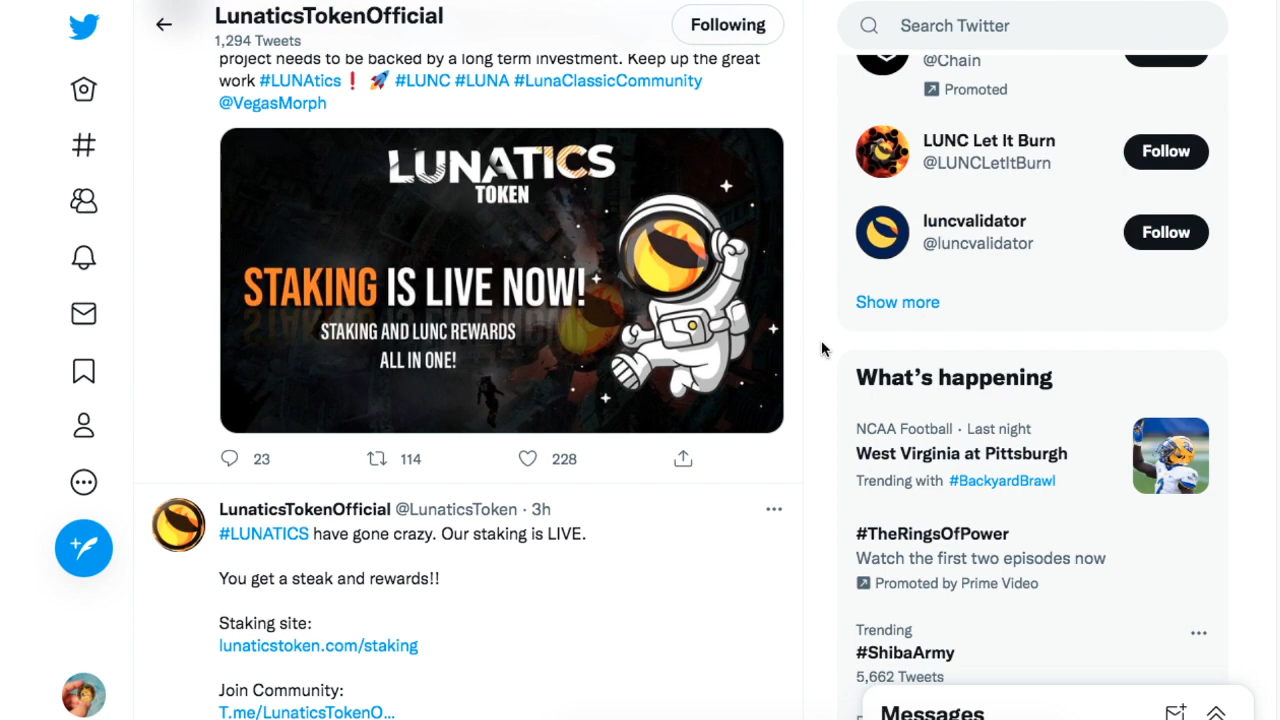 LunaticsTokenOfficial
1,294 Tweets
Following
project needs to be backed by a long term investment. Keep up the great
work #LUNAtics❗ 🚀 #LUNC #LUNA #LunaClassicCommunity
@VegasMorph
LUNATICS
TOKEN
STAKING IS LIVE NOW!
STAKING AND LUNC REWARDS
ALL IN ONE!
23
114
228
LunaticsTokenOfficial @LunaticsToken · 3h
#LUNATICS have gone crazy. Our staking is LIVE.
You get a steak and rewards!!
Staking site:
lunaticstoken.com/staking
Join Community:
T.me/LunaticsTokenO...
Search Twitter
@Chain
Promoted
LUNC Let It Burn
@LUNCLetItBurn
Follow
luncvalidator
@luncvalidator
Follow
Show more
What's happening
NCAA Football · Last night
West Virginia at Pittsburgh
Trending with #BackyardBrawl
#TheRingsOfPower
Watch the first two episodes now
Promoted by Prime Video
Trending
#ShibaArmy
5,662 Tweets
Messages